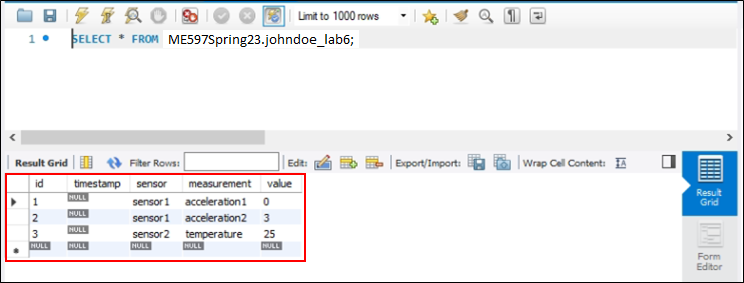 Limit to 1000 rows
1 SELECT * FROM ME597Spring23.johndoe_lab6;
Result Grid Filter Rows: Edit: Export/Import: Wrap Cell Content: IA
id timestamp sensor measurement value
1 NULL sensor1 acceleration1 0
2 NULL sensor1 acceleration2 3
3 NULL sensor2 temperature 25
NULL NULL NULL NULL NULL
Result
Grid
Form
Editor